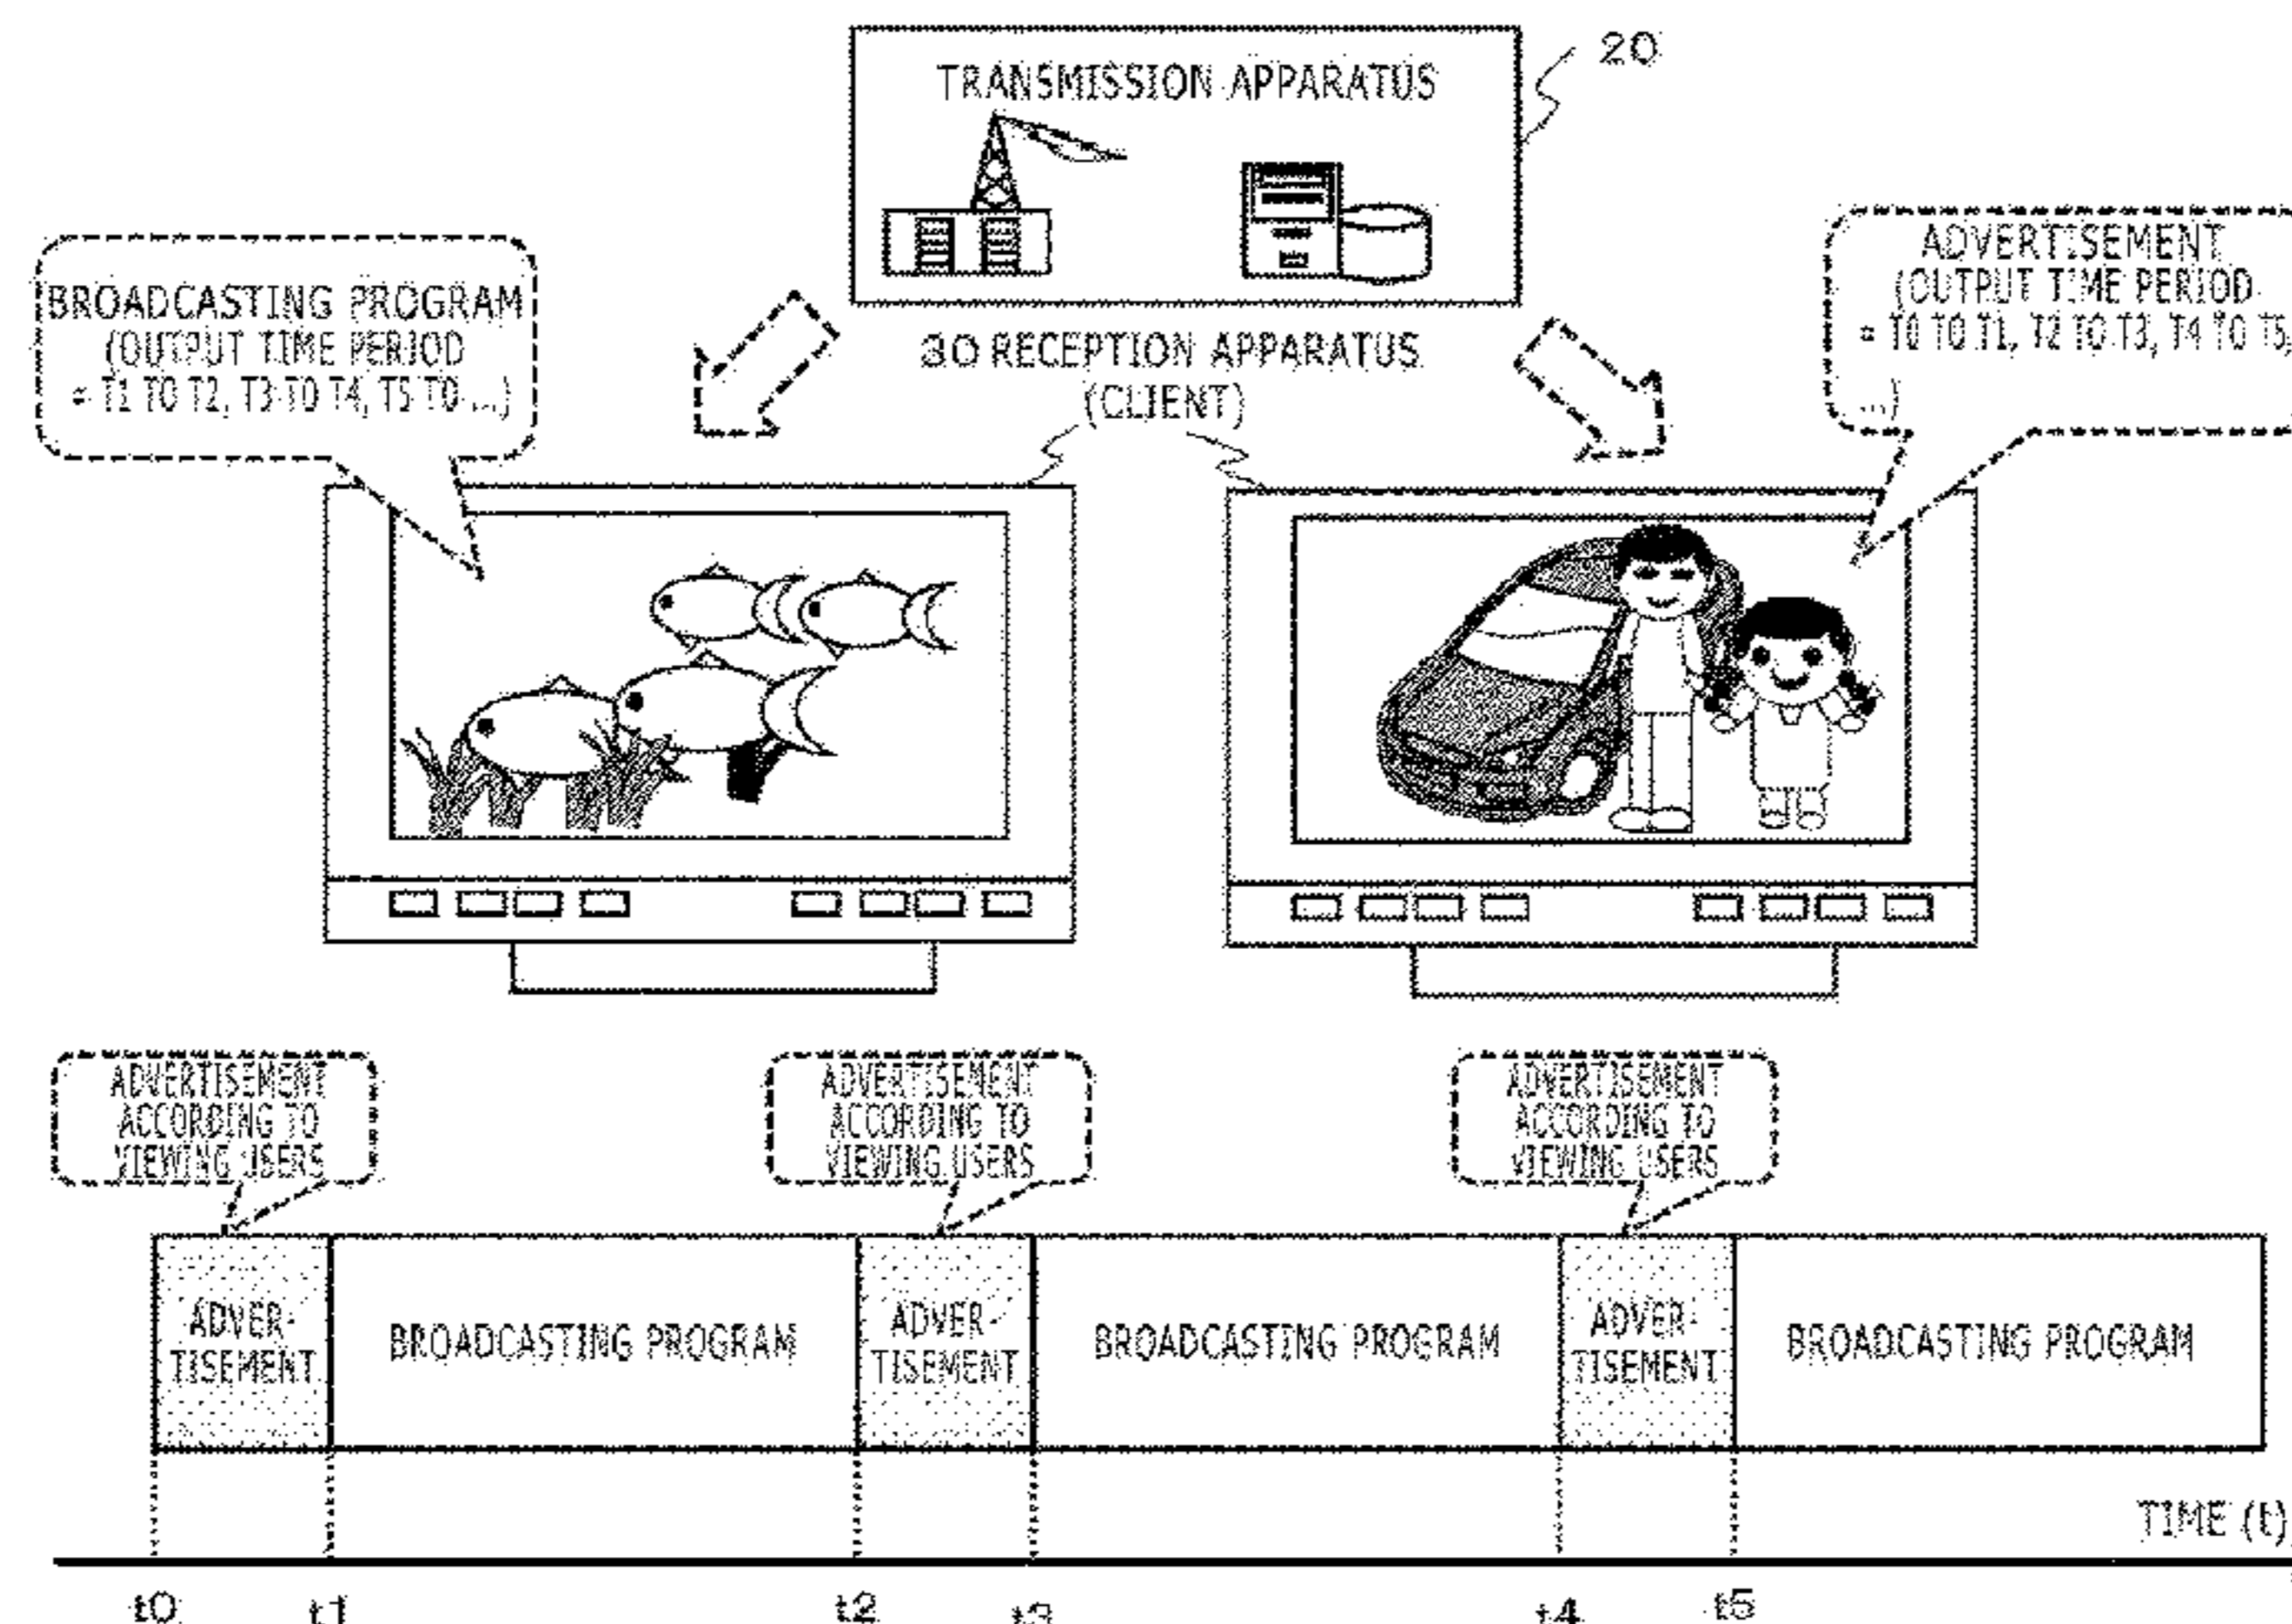 TRANSMISSION APPARATUS
20
BROADCASTING PROGRAM
(OUTPUT TIME PERIOD
= T1 TO T2, T3 TO T4, T5 TO ...)
30 RECEPTION APPARATUS
(CLIENT)
ADVERTISEMENT
(OUTPUT TIME PERIOD
= T0 TO T1, T2 TO T3, T4 TO T5,
...)
ADVERTISEMENT
ACCORDING TO
VIEWING USERS
ADVERTISEMENT
ACCORDING TO
VIEWING USERS
ADVERTISEMENT
ACCORDING TO
VIEWING USERS
ADVER-
TISEMENT
BROADCASTING PROGRAM
ADVER-
TISEMENT
BROADCASTING PROGRAM
ADVER-
TISEMENT
BROADCASTING PROGRAM
TIME (t)
t0 t1 t2 t3 t4 t5